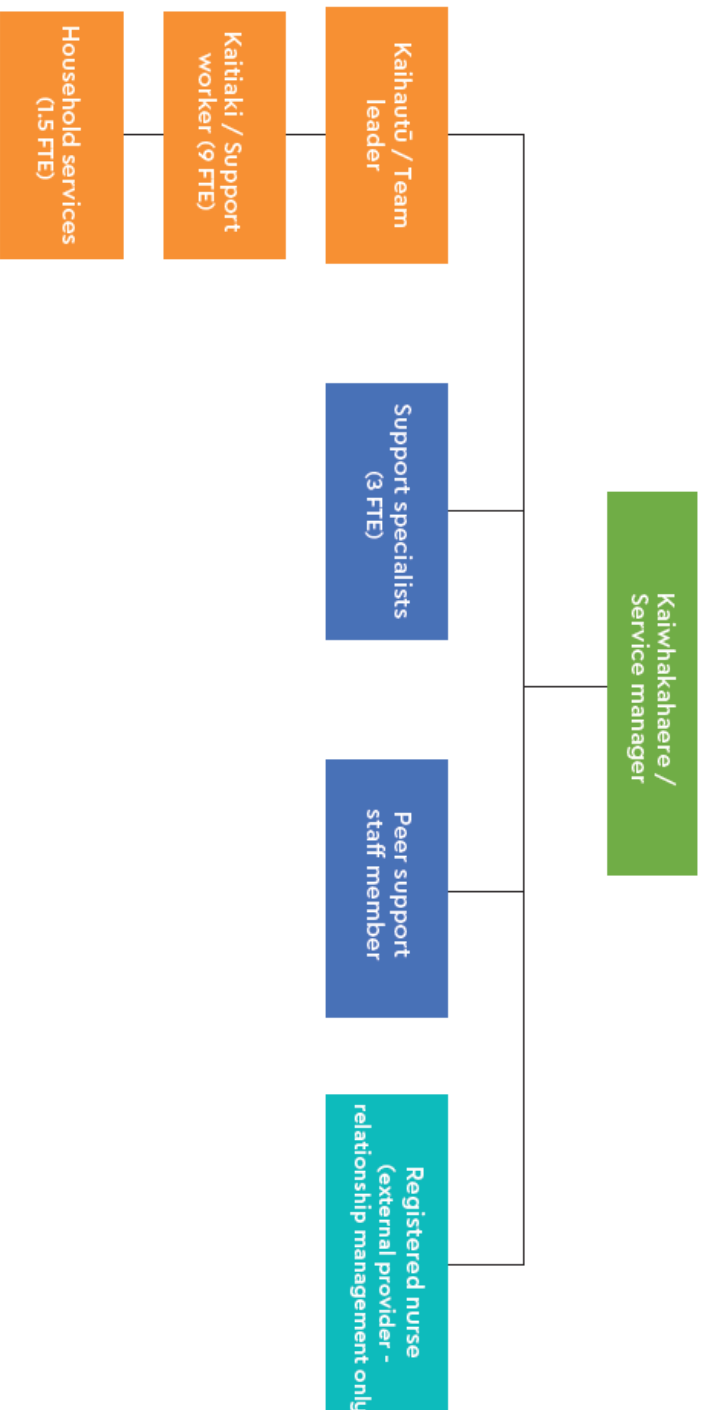 Kaiwhakahaere /
Service manager
Kaihautū / Team
leader
Support specialists
(3 FTE)
Peer support
staff member
Registered nurse
(external provider -
relationship management only
Kaitiaki / Support
worker (9 FTE)
Household services
(1.5 FTE)